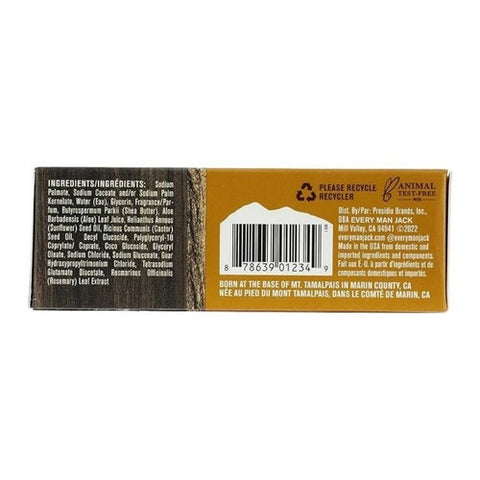 INGREDIENTS/INGRÉDIENTS: Sodium
Palmate, Sodium Cocoate and/or Sodium Palm
Kernelate, Water (Eau), Glycerin, Fragrance/Par-
fum, Butyrospermum Parkii (Shea Butter), Aloe
Barbadensis (Aloe) Leaf Juice, Helianthus Annuus
(Sunflower) Seed Oil, Ricinus Communis (Castor)
Seed Oil, Decyl Glucoside, Polyglyceryl-10
Caprylate/ Caprate, Coco Glucoside, Glyceryl
Oleate, Sodium Chloride, Sodium Gluconate, Guar
Hydroxypropyltrimonium Chloride, Tetrasodium
Glutamate Diacetate, Rosmarinus Officinalis
(Rosemary) Leaf Extract
PLEASE RECYCLE
RECYCLER
ANIMAL
TEST-FREE
8 78639 01234 9
Dist. By/Par: Presidio Brands, Inc.,
DBA EVERY MAN JACK
Mill Valley, CA 94941 ©2022
everymanjack.com @everymanjack
Made in the USA from domestic and
imported ingredients and components.
Fait aux É.-U. à partir d'ingrédients et de
composants domestiques et importés.
BORN AT THE BASE OF MT. TAMALPAIS IN MARIN COUNTY, CA
NÉE AU PIED DU MONT TAMALPAIS, DANS LE COMTÉ DE MARIN, CA